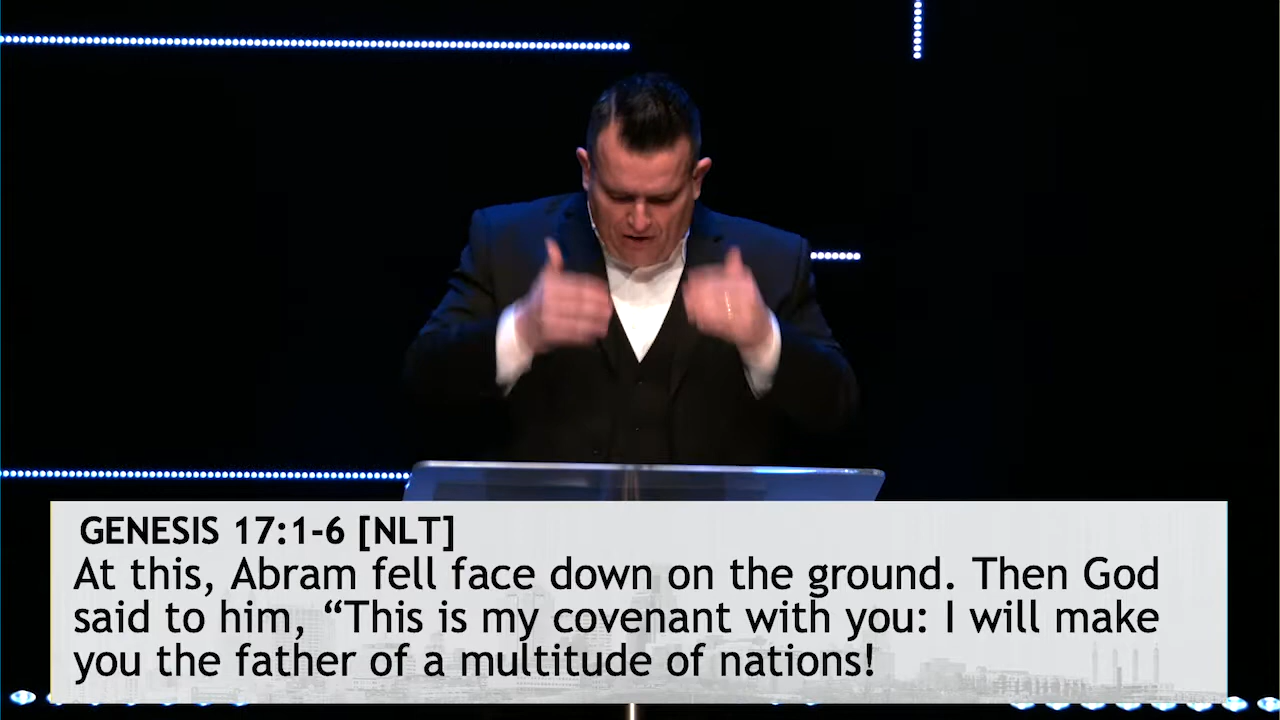 GENESIS 17:1-6 [NLT]
At this, Abram fell face down on the ground. Then God
said to him, “This is my covenant with you: I will make
you the father of a multitude of nations!